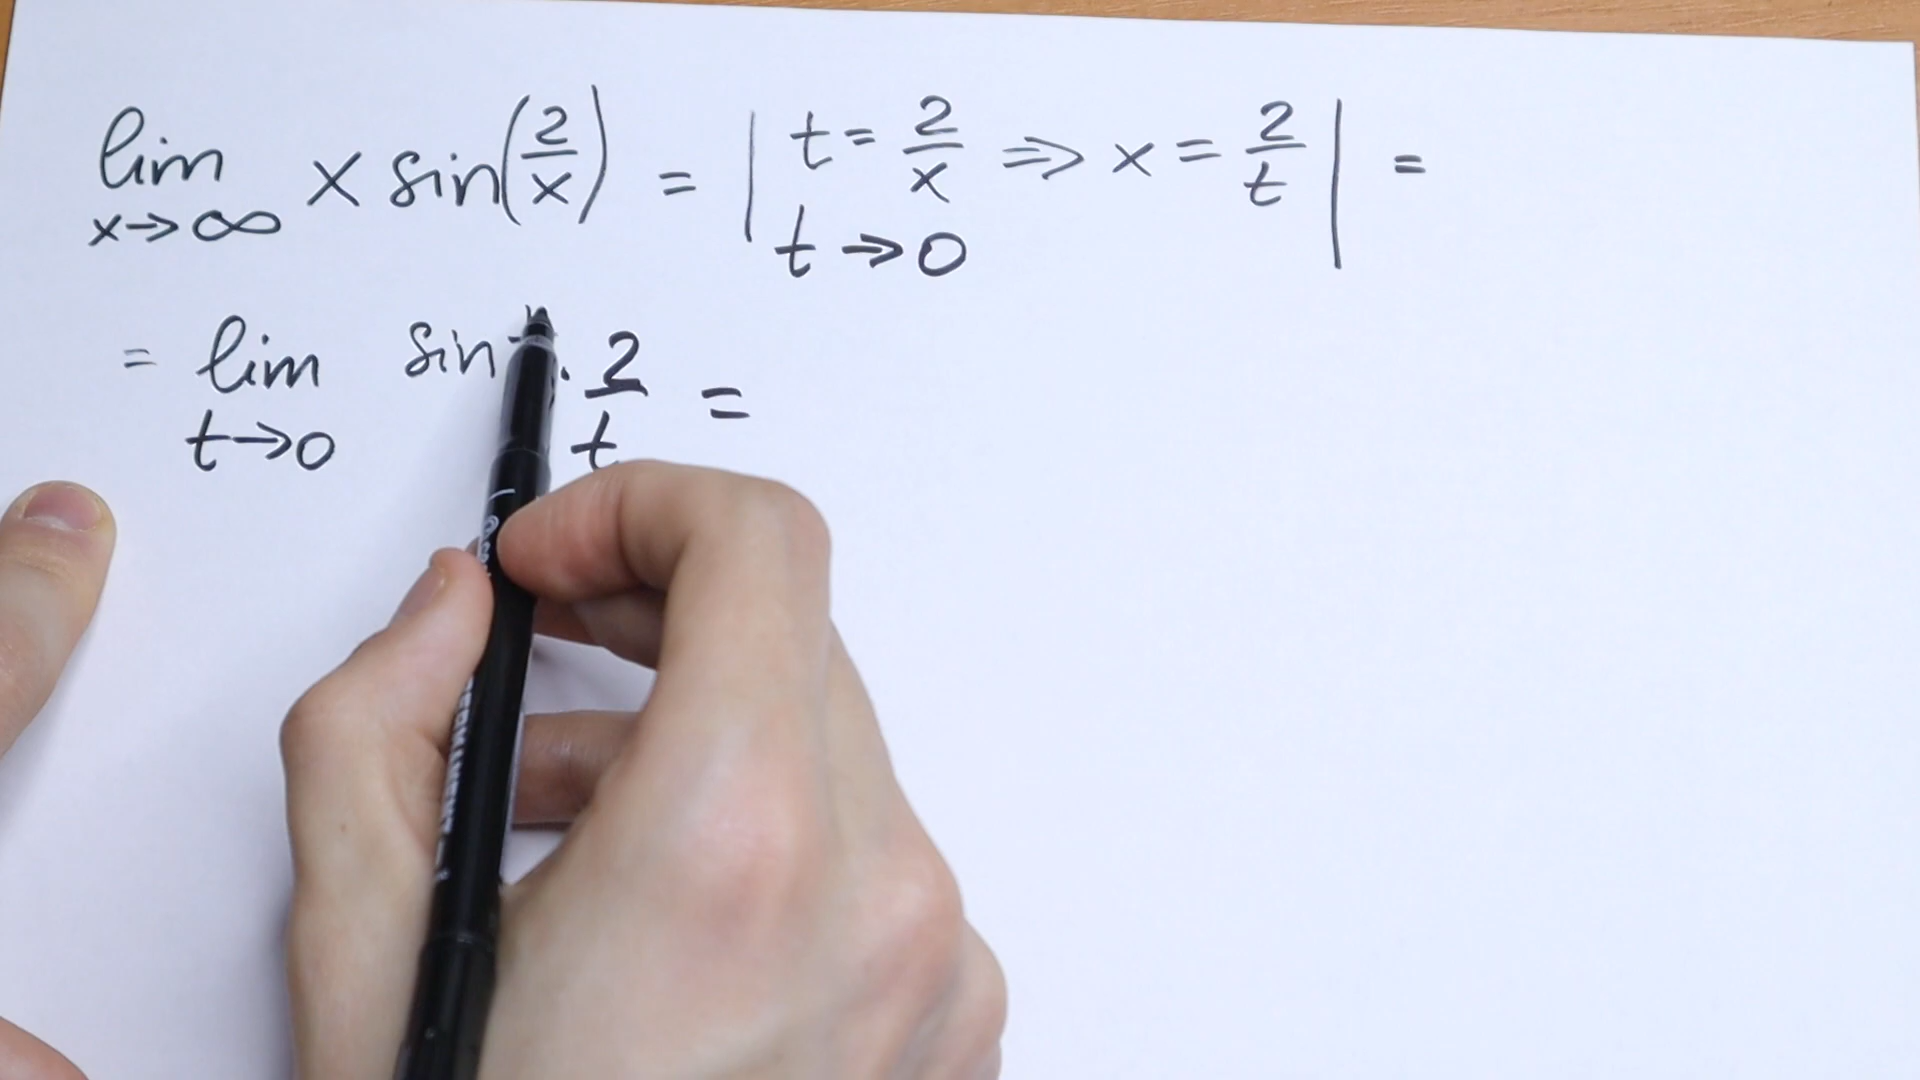 lim x→∞ x sin(2/x) = | t = 2/x ⇒ x = 2/t | =
t → 0
= lim t→0 sin · 2/t =